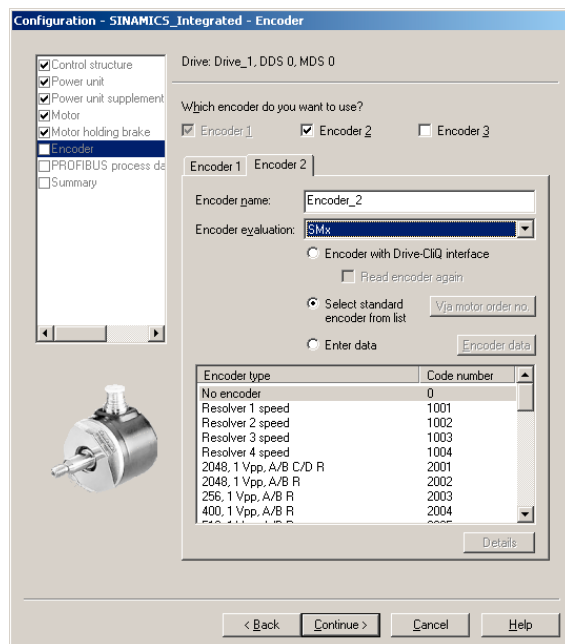 Configuration - SINAMICS_Integrated - Encoder
Control structure
Power unit
Power unit supplement
Motor
Motor holding brake
Encoder
PROFIBUS process da
Summary
Drive: Drive_1, DDS 0, MDS 0
Which encoder do you want to use?
Encoder 1 Encoder 2 Encoder 3
Encoder 1 Encoder 2
Encoder name: Encoder_2
Encoder evaluation: SMx
Encoder with Drive-CliQ interface
Read encoder again
Select standard
encoder from list
Via motor order no.
Enter data Encoder data
Encoder type Code number
No encoder 0
Resolver 1 speed 1001
Resolver 2 speed 1002
Resolver 3 speed 1003
Resolver 4 speed 1004
2048, 1 Vpp, A/B C/D R 2001
2048, 1 Vpp, A/B R 2002
256, 1 Vpp, A/B R 2003
400, 1 Vpp, A/B R 2004
Details
< Back Continue > Cancel Help